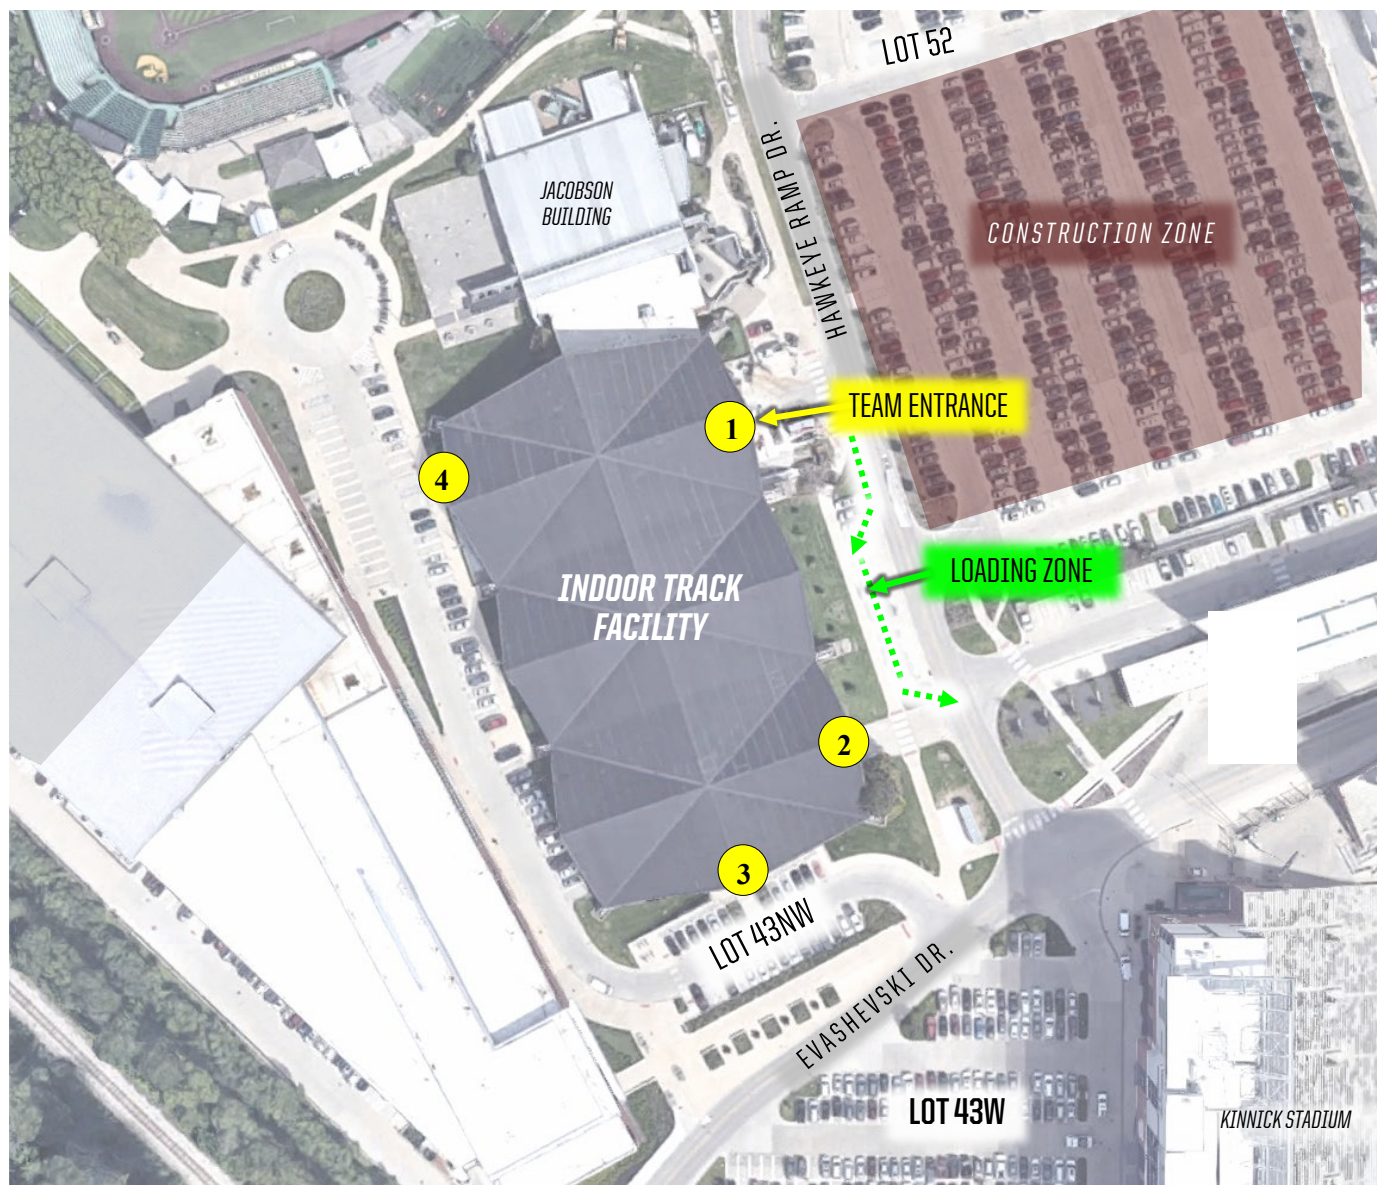 LOT 52
HAWKEYE RAMP DR.
JACOBSON
BUILDING
CONSTRUCTION ZONE
TEAM ENTRANCE
1
4
LOADING ZONE
INDOOR TRACK
FACILITY
2
3
LOT 43NW
EVASHEVSKI DR.
LOT 43W
KINNICK STADIUM